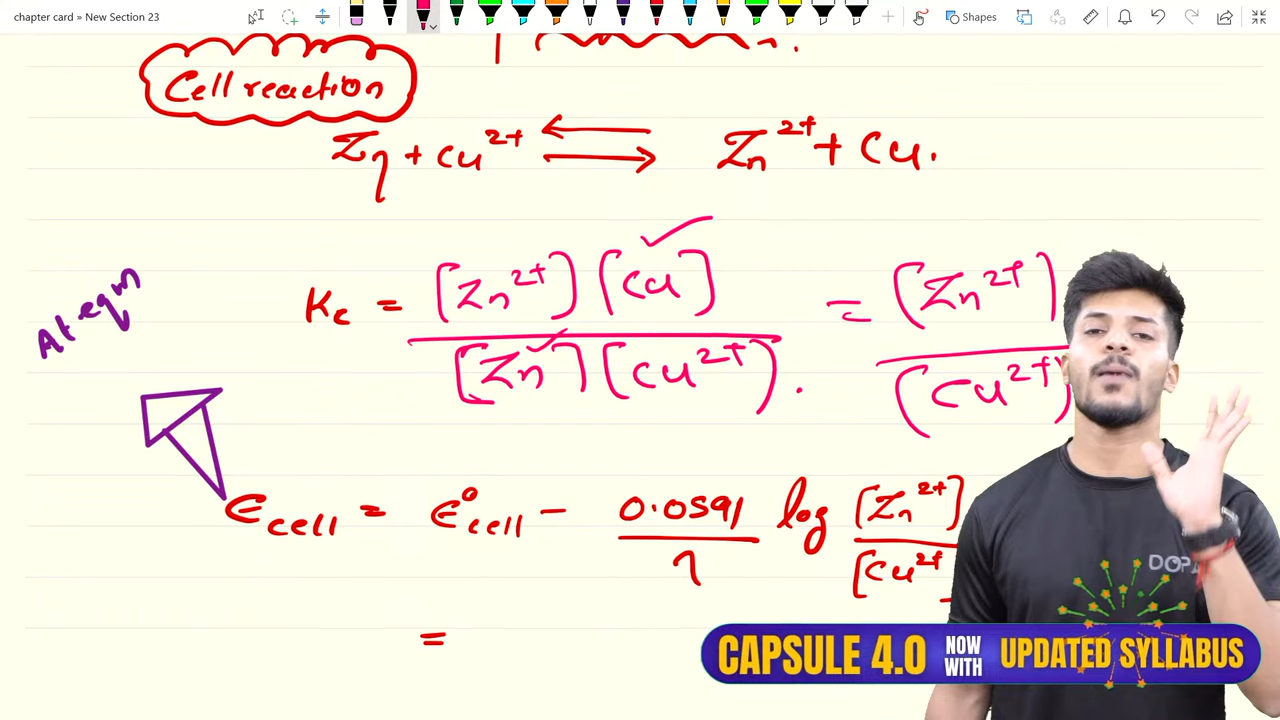 chapter card » New Section 23
Shapes
Cell reaction
Zn + Cu²⁺ ⇌ Zn²⁺ + Cu.
At eqm
Kc = [Zn²⁺] [Cu] / [Zn] [Cu²⁺]. = [Zn²⁺] / [Cu²⁺]
Ecell = E°cell - 0.0591 / n log [Zn²⁺] / [Cu²⁺
=
CAPSULE 4.0 NOW WITH UPDATED SYLLABUS